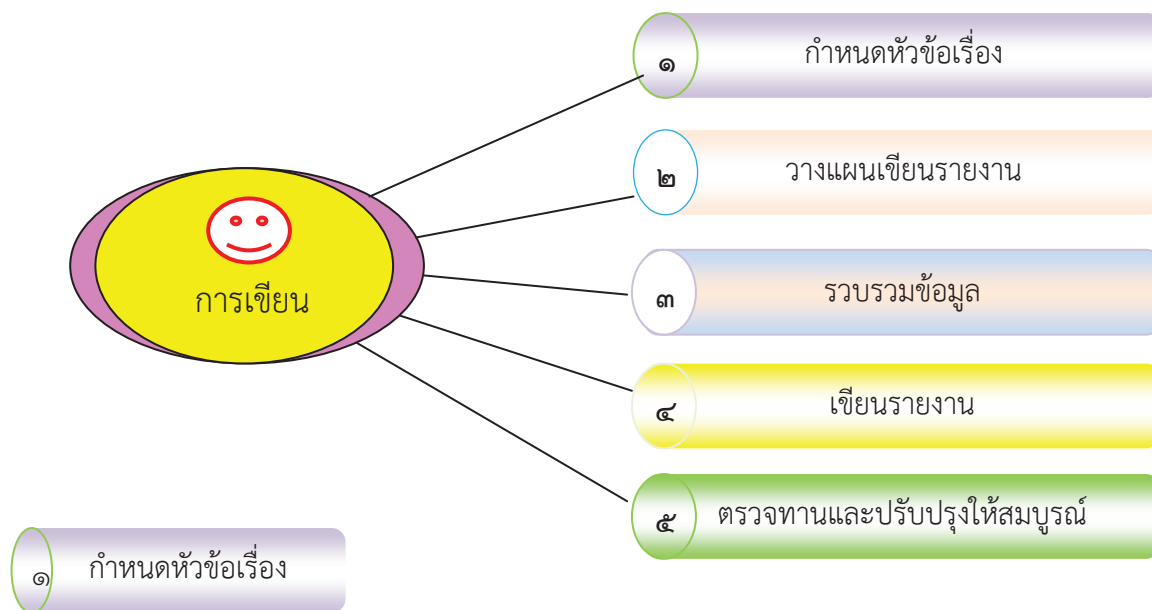 ๑ กำหนดหัวข้อเรื่อง
๒ วางแผนเขียนรายงาน
การเขียน
๓ รวบรวมข้อมูล
๔ เขียนรายงาน
๕ ตรวจทานและปรับปรุงให้สมบูรณ์
๑ กำหนดหัวข้อเรื่อง